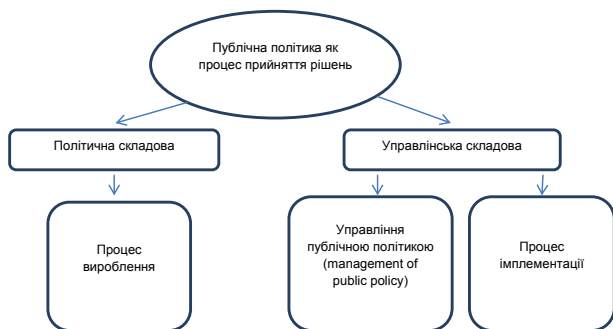 Публічна політика як
процес прийняття рішень
Політична складова
Управлінська складова
Процес
вироблення
Управління
публічною політикою
(management of
public policy)
Процес
імплементації